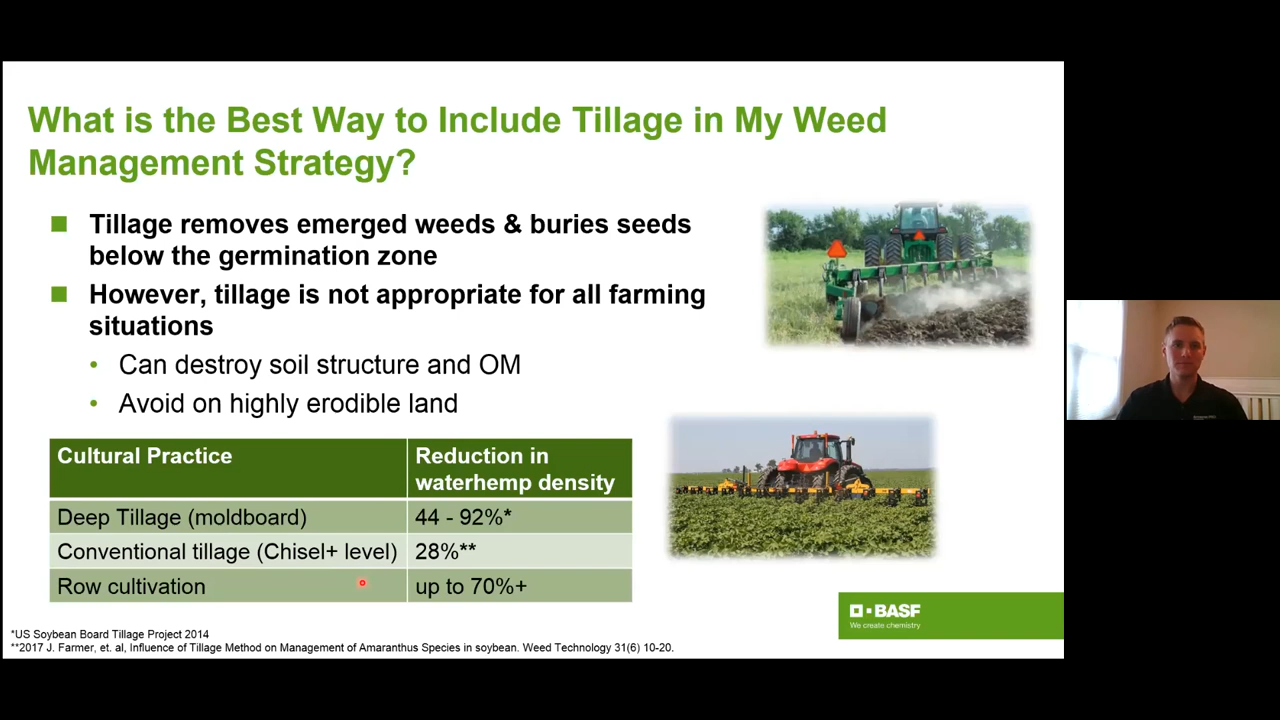 What is the Best Way to Include Tillage in My Weed
Management Strategy?
Tillage removes emerged weeds & buries seeds
below the germination zone
However, tillage is not appropriate for all farming
situations
Can destroy soil structure and OM
Avoid on highly erodible land
Cultural Practice
Reduction in
waterhemp density
Deep Tillage (moldboard)
44 - 92%*
Conventional tillage (Chisel+ level)
28%**
Row cultivation
up to 70%+
BASF
We create chemistry
*US Soybean Board Tillage Project 2014
**2017 J. Farmer, et. al, Influence of Tillage Method on Management of Amaranthus Species in soybean. Weed Technology 31(6) 10-20.